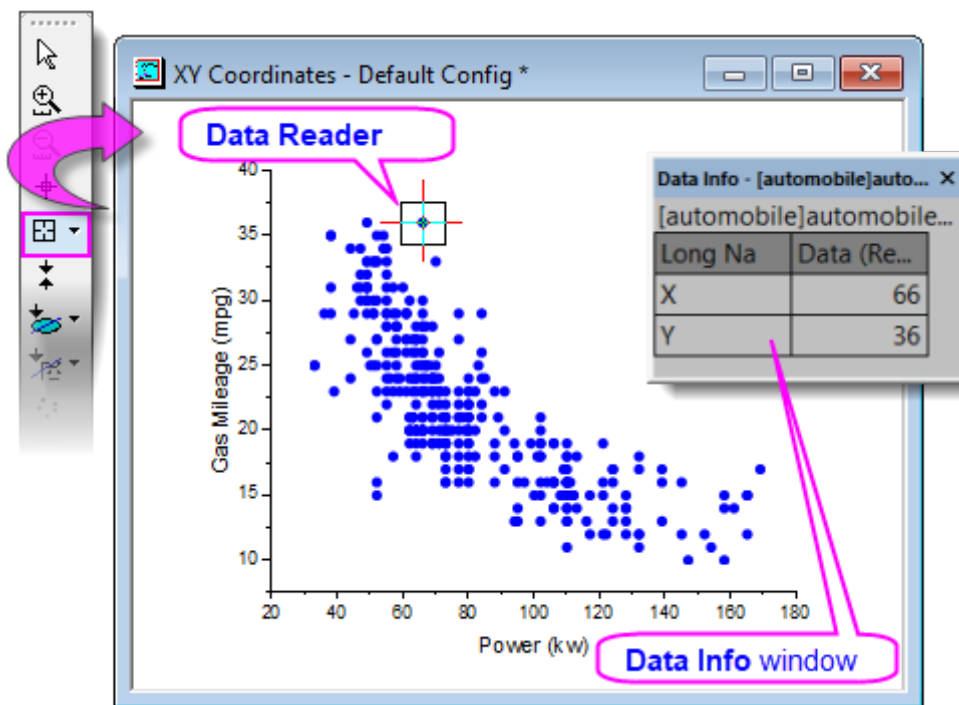 XY Coordinates - Default Config *
Data Reader
Data Info - [automobile]auto... ×
[automobile]automobile...
Long Na Data (Re...
X 66
Y 36
40
35
30
25
20
15
10
Gas Mileage (mpg)
20 40 60 80 100 120 140 160 180
Power (kw)
Data Info window